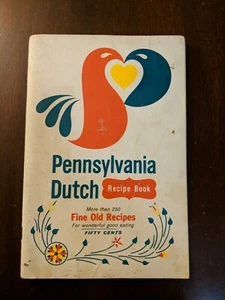 Pennsylvania
Dutch Recipe Book
More than 250
Fine Old Recipes
For wonderful good eating
FIFTY CENTS